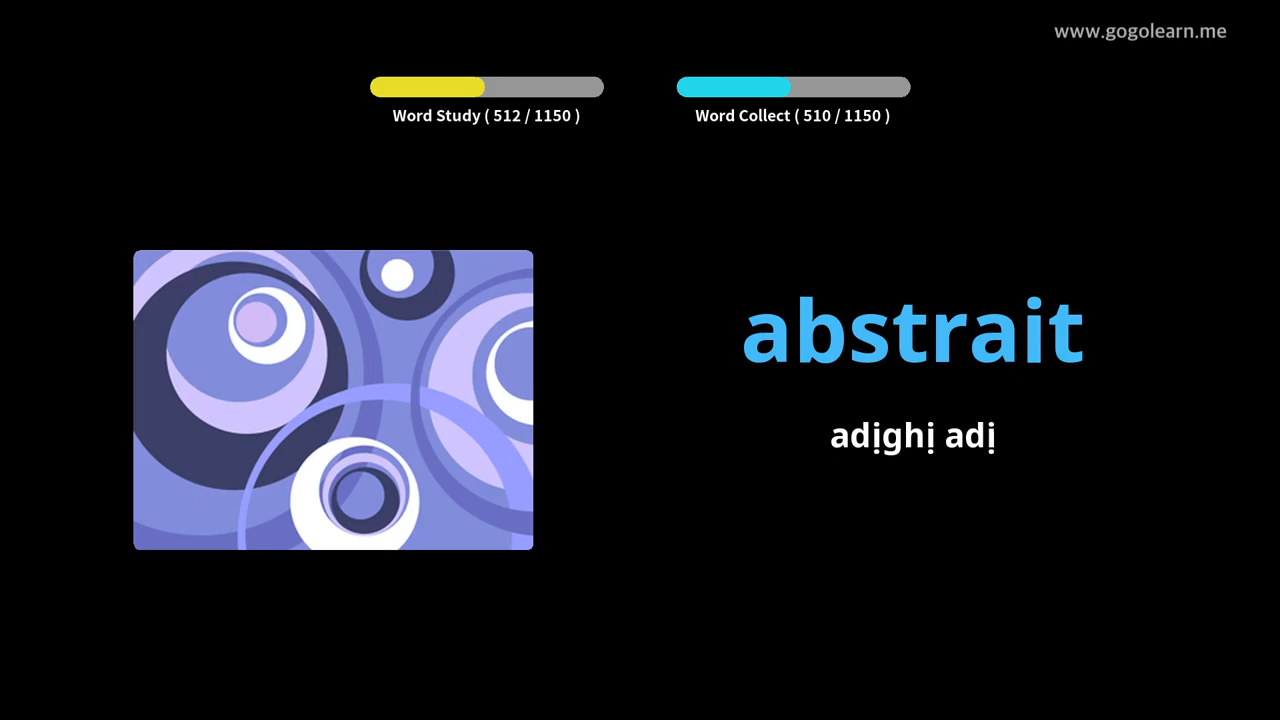 www.gogolearn.me
Word Study ( 512 / 1150 )
Word Collect ( 510 / 1150 )
abstrait
adịghị adị